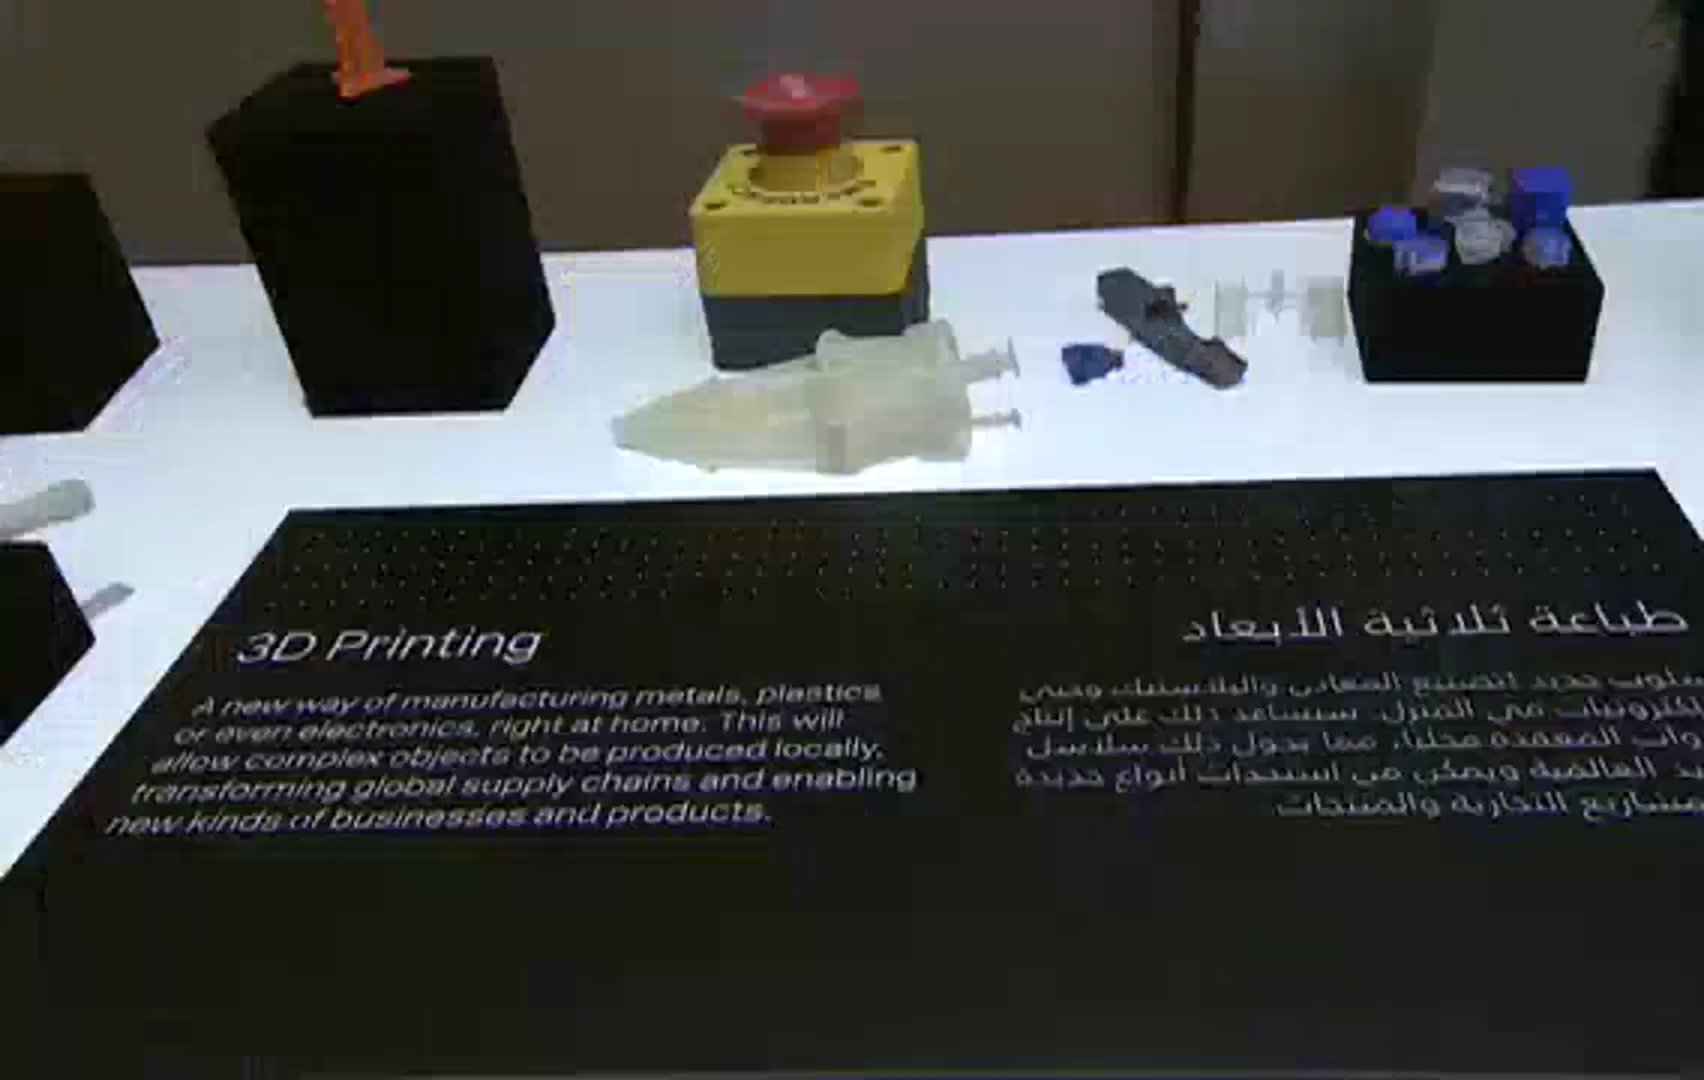 3D Printing
A new way of manufacturing metals, plastics
or even electronics, right at home. This will
allow complex objects to be produced locally,
transforming global supply chains and enabling
new kinds of businesses and products.
طباعة ثلاثية الأبعاد
جديد لتصنيع المعادن والبلاستيك وحتى
في المنزل. سيساعد ذلك على إنتاج
المعقدة محليا، مما يحول ذلك سلاسل
العالمية ويمكن من استحداث أنواع جديدة
التجارية والمنتجات.